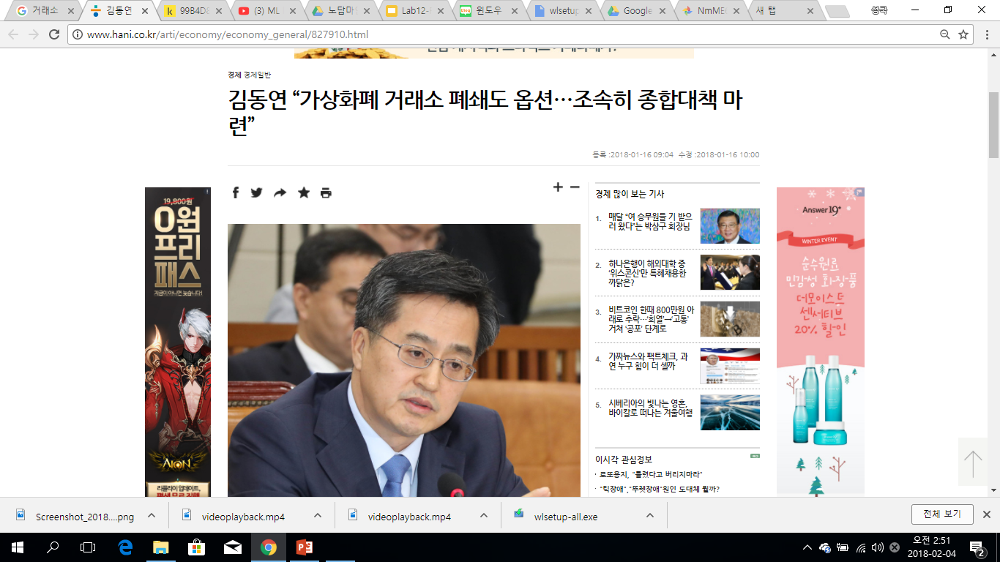 거래소
김동연
99B4D8
(3) ML
노답마
Lab12-
윈도우
wlsetup
Google
NmME
새 탭
성국
www.hani.co.kr/arti/economy/economy_general/827910.html
경제 경제일반
김동연 “가상화폐 거래소 폐쇄도 옵션…조속히 종합대책 마
련”
등록 :2018-01-16 09:04 수정 :2018-01-16 10:00
19,800원
0원
프리
패스
지금이 아니면 늦습니다!
AION
리플라이 업데이트,
경제 많이 보는 기사
1. 매달 “여 승무원들 기 받으
러 왔다”는 박삼구 회장님
2. 하나은행이 해외대학 중
‘위스콘신’만 특혜채용한
까닭은?
3. 비트코인 한때 800만원 아
래로 추락…‘희열’→‘고통’
거쳐 ‘공포’ 단계로
4. 가짜뉴스와 팩트체크, 과
연 누구 힘이 더 셀까
5. 시베리아의 빛나는 영혼,
바이칼로 떠나는 겨울여행
이시각 관심정보
· 로또용지, "틀렸다고 버리지마라"
· "틱장애","뚜렛장애"원인 도대체 뭘까?
Answer 19+
WINTER EVENT
순수원료
민감성 화장품
더모이스트
센서티브
20% 할인
Screenshot_2018....png
videoplayback.mp4
videoplayback.mp4
wlsetup-all.exe
전체 보기
오전 2:51
2018-02-04
2